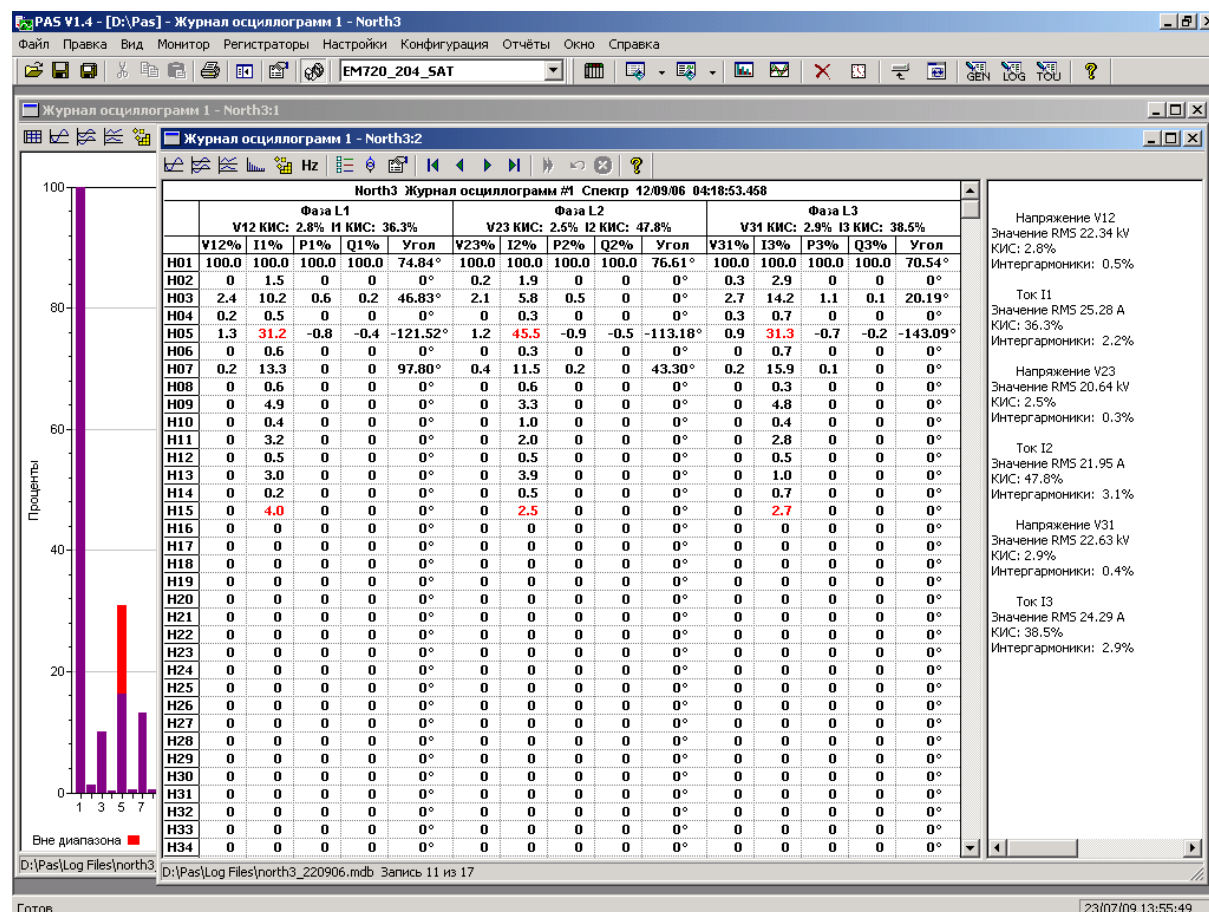 PAS V1.4 - [D:\Pas] - Журнал осциллограмм 1 - North3
Файл Правка Вид Монитор Регистраторы Настройки Конфигурация Отчёты Окно Справка
EM720_204_SAT GEN LOG TOU
Журнал осциллограмм 1 - North3:1
Журнал осциллограмм 1 - North3:2
Hz
North3 Журнал осциллограмм #1 Спектр 12/09/06 04:18:53.458
Фаза L1 Фаза L2 Фаза L3
V12 КИС: 2.8% I1 КИС: 36.3% V23 КИС: 2.5% I2 КИС: 47.8% V31 КИС: 2.9% I3 КИС: 38.5%
V12% I1% P1% Q1% Угол V23% I2% P2% Q2% Угол V31% I3% P3% Q3% Угол
H01 100.0 100.0 100.0 100.0 74.84° 100.0 100.0 100.0 100.0 76.61° 100.0 100.0 100.0 100.0 70.54°
H02 0 1.5 0 0 0° 0.2 1.9 0 0 0° 0.3 2.9 0 0 0°
H03 2.4 10.2 0.6 0.2 46.83° 2.1 5.8 0.5 0 0° 2.7 14.2 1.1 0.1 20.19°
H04 0.2 0.5 0 0 0° 0 0.3 0 0 0° 0.3 0.7 0 0 0°
H05 1.3 31.2 -0.8 -0.4 -121.52° 1.2 45.5 -0.9 -0.5 -113.18° 0.9 31.3 -0.7 -0.2 -143.09°
H06 0 0.6 0 0 0° 0 0.3 0 0 0° 0 0.7 0 0 0°
H07 0.2 13.3 0 0 97.80° 0.4 11.5 0.2 0 43.30° 0.2 15.9 0.1 0 0°
H08 0 0.6 0 0 0° 0 0.6 0 0 0° 0 0.3 0 0 0°
H09 0 4.9 0 0 0° 0 3.3 0 0 0° 0 4.8 0 0 0°
H10 0 0.4 0 0 0° 0 1.0 0 0 0° 0 0.4 0 0 0°
H11 0 3.2 0 0 0° 0 2.0 0 0 0° 0 2.8 0 0 0°
H12 0 0.5 0 0 0° 0 0.5 0 0 0° 0 0.5 0 0 0°
H13 0 3.0 0 0 0° 0 3.9 0 0 0° 0 1.0 0 0 0°
H14 0 0.2 0 0 0° 0 0.5 0 0 0° 0 0.7 0 0 0°
H15 0 4.0 0 0 0° 0 2.5 0 0 0° 0 2.7 0 0 0°
H16 0 0 0 0 0° 0 0 0 0 0° 0 0 0 0 0°
H17 0 0 0 0 0° 0 0 0 0 0° 0 0 0 0 0°
H18 0 0 0 0 0° 0 0 0 0 0° 0 0 0 0 0°
H19 0 0 0 0 0° 0 0 0 0 0° 0 0 0 0 0°
H20 0 0 0 0 0° 0 0 0 0 0° 0 0 0 0 0°
H21 0 0 0 0 0° 0 0 0 0 0° 0 0 0 0 0°
H22 0 0 0 0 0° 0 0 0 0 0° 0 0 0 0 0°
H23 0 0 0 0 0° 0 0 0 0 0° 0 0 0 0 0°
H24 0 0 0 0 0° 0 0 0 0 0° 0 0 0 0 0°
H25 0 0 0 0 0° 0 0 0 0 0° 0 0 0 0 0°
H26 0 0 0 0 0° 0 0 0 0 0° 0 0 0 0 0°
H27 0 0 0 0 0° 0 0 0 0 0° 0 0 0 0 0°
H28 0 0 0 0 0° 0 0 0 0 0° 0 0 0 0 0°
H29 0 0 0 0 0° 0 0 0 0 0° 0 0 0 0 0°
H30 0 0 0 0 0° 0 0 0 0 0° 0 0 0 0 0°
H31 0 0 0 0 0° 0 0 0 0 0° 0 0 0 0 0°
H32 0 0 0 0 0° 0 0 0 0 0° 0 0 0 0 0°
H33 0 0 0 0 0° 0 0 0 0 0° 0 0 0 0 0°
H34 0 0 0 0 0° 0 0 0 0 0° 0 0 0 0 0°
Напряжение V12
Значение RMS 22.34 kV
КИС: 2.8%
Интергармоники: 0.5%
Ток I1
Значение RMS 25.28 A
КИС: 36.3%
Интергармоники: 2.2%
Напряжение V23
Значение RMS 20.64 kV
КИС: 2.5%
Интергармоники: 0.3%
Ток I2
Значение RMS 21.95 A
КИС: 47.8%
Интергармоники: 3.1%
Напряжение V31
Значение RMS 22.63 kV
КИС: 2.9%
Интергармоники: 0.4%
Ток I3
Значение RMS 24.29 A
КИС: 38.5%
Интергармоники: 2.9%
100
80
60
40
20
0
Проценты
1 3 5 7
Вне диапазона
D:\Pas\Log Files\north3
D:\Pas\Log Files\north3_220906.mdb Запись 11 из 17
Готов 23/07/09 13:55:49